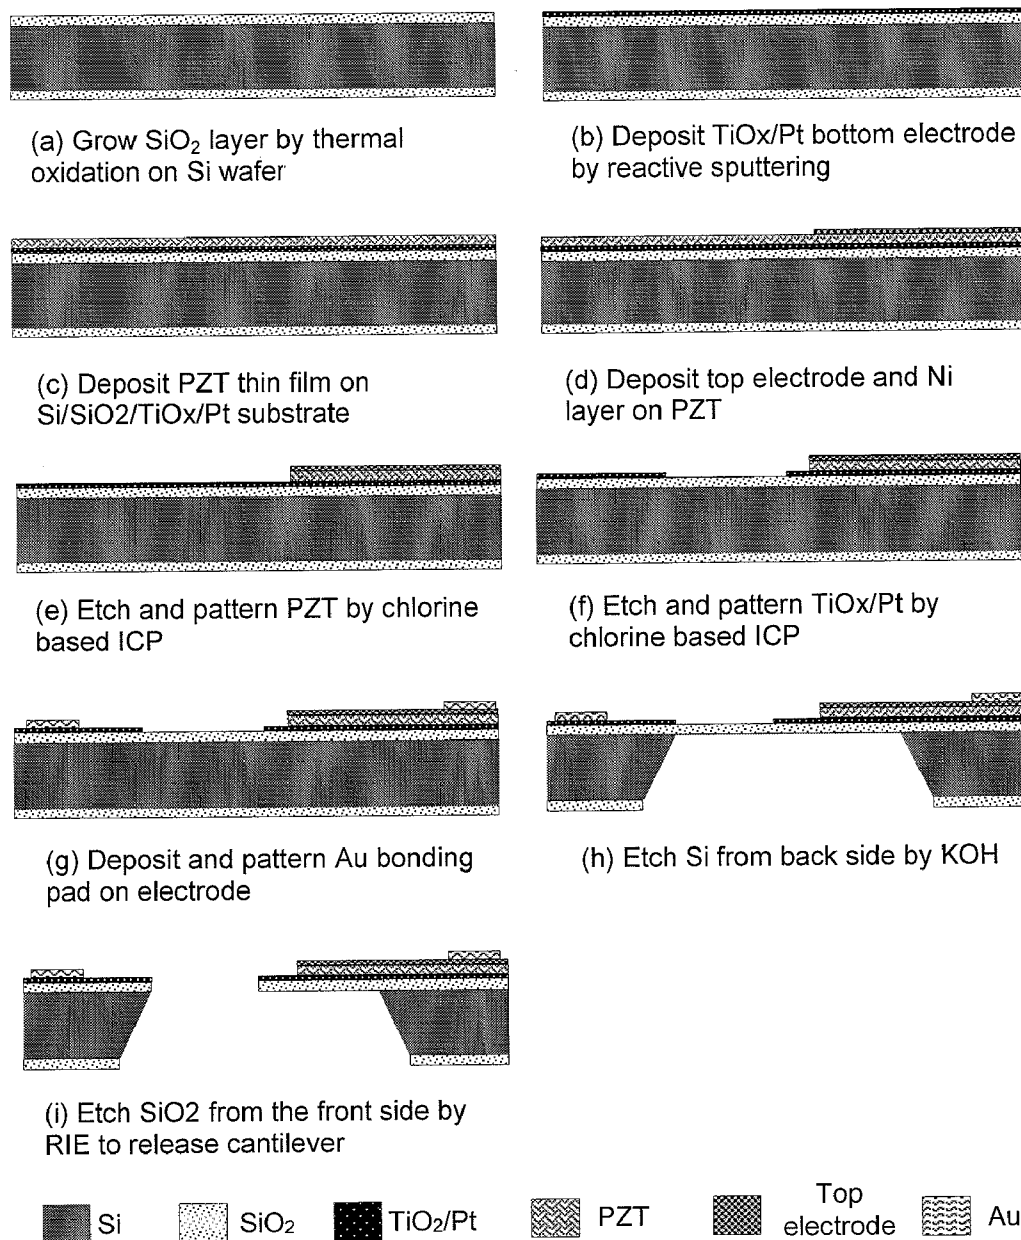 (a) Grow SiO₂ layer by thermal
oxidation on Si wafer
(b) Deposit TiOx/Pt bottom electrode
by reactive sputtering
(c) Deposit PZT thin film on
Si/SiO2/TiOx/Pt substrate
(d) Deposit top electrode and Ni
layer on PZT
(e) Etch and pattern PZT by chlorine
based ICP
(f) Etch and pattern TiOx/Pt by
chlorine based ICP
(g) Deposit and pattern Au bonding
pad on electrode
(h) Etch Si from back side by KOH
(i) Etch SiO2 from the front side by
RIE to release cantilever
Si
SiO₂
TiO₂/Pt
PZT
Top
electrode
Au